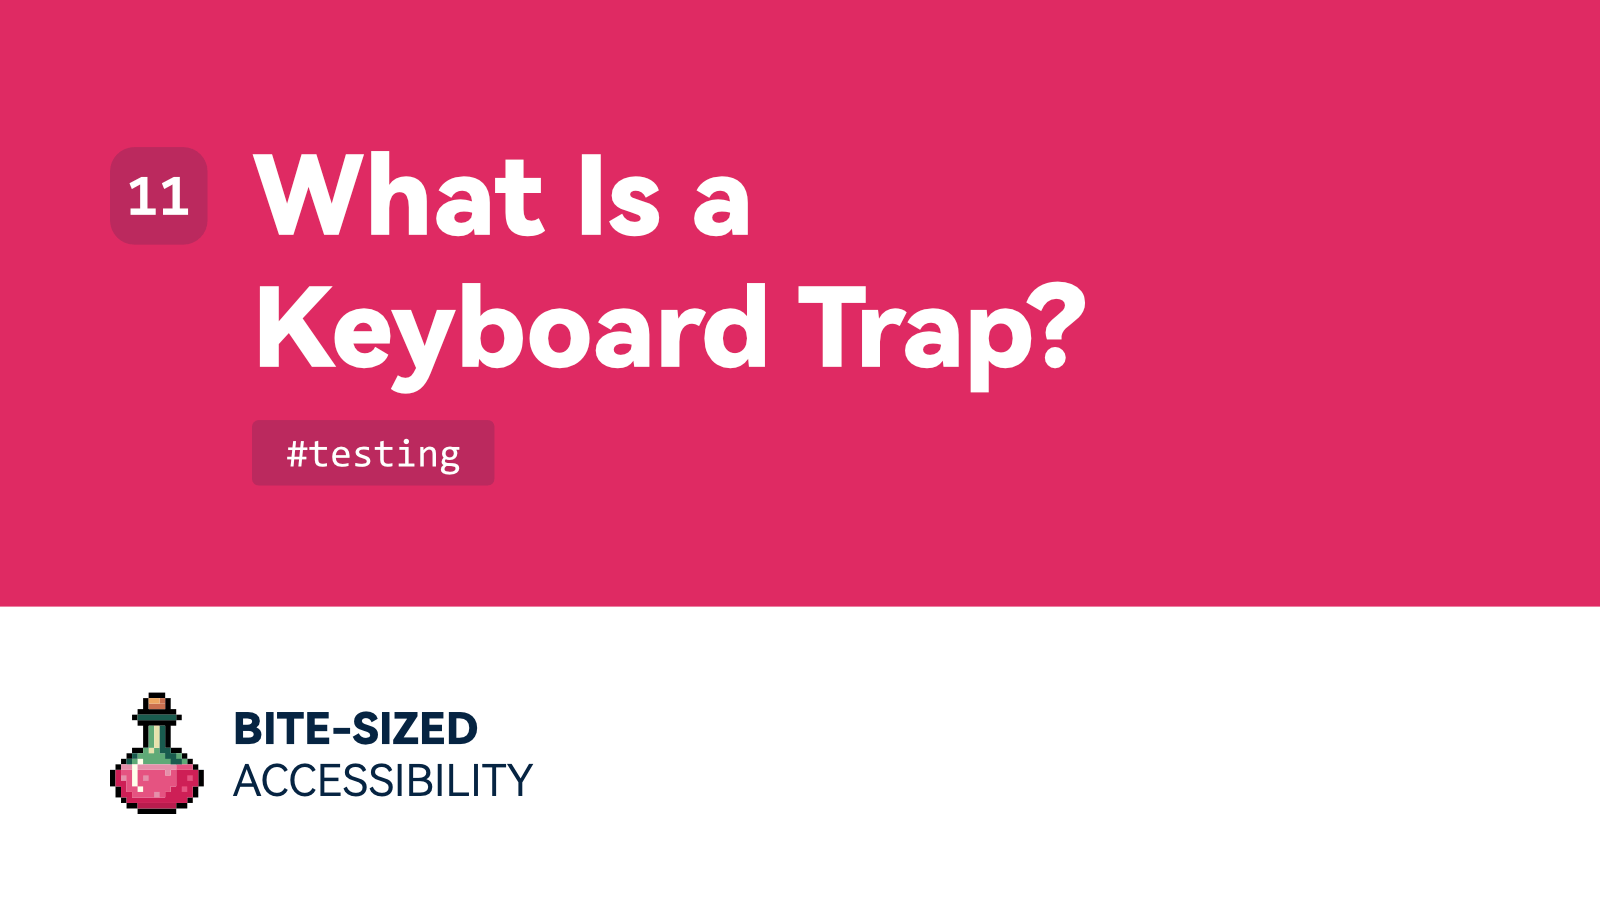 11
What Is a
Keyboard Trap?
#testing
BITE-SIZED
ACCESSIBILITY